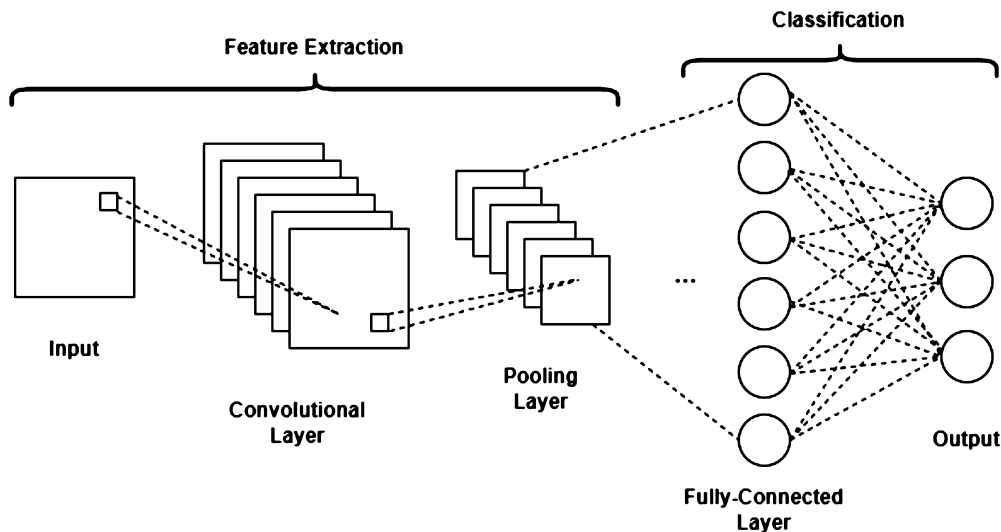 Classification
Feature Extraction
Input
Convolutional
Layer
Pooling
Layer
...
Fully-Connected
Layer
Output